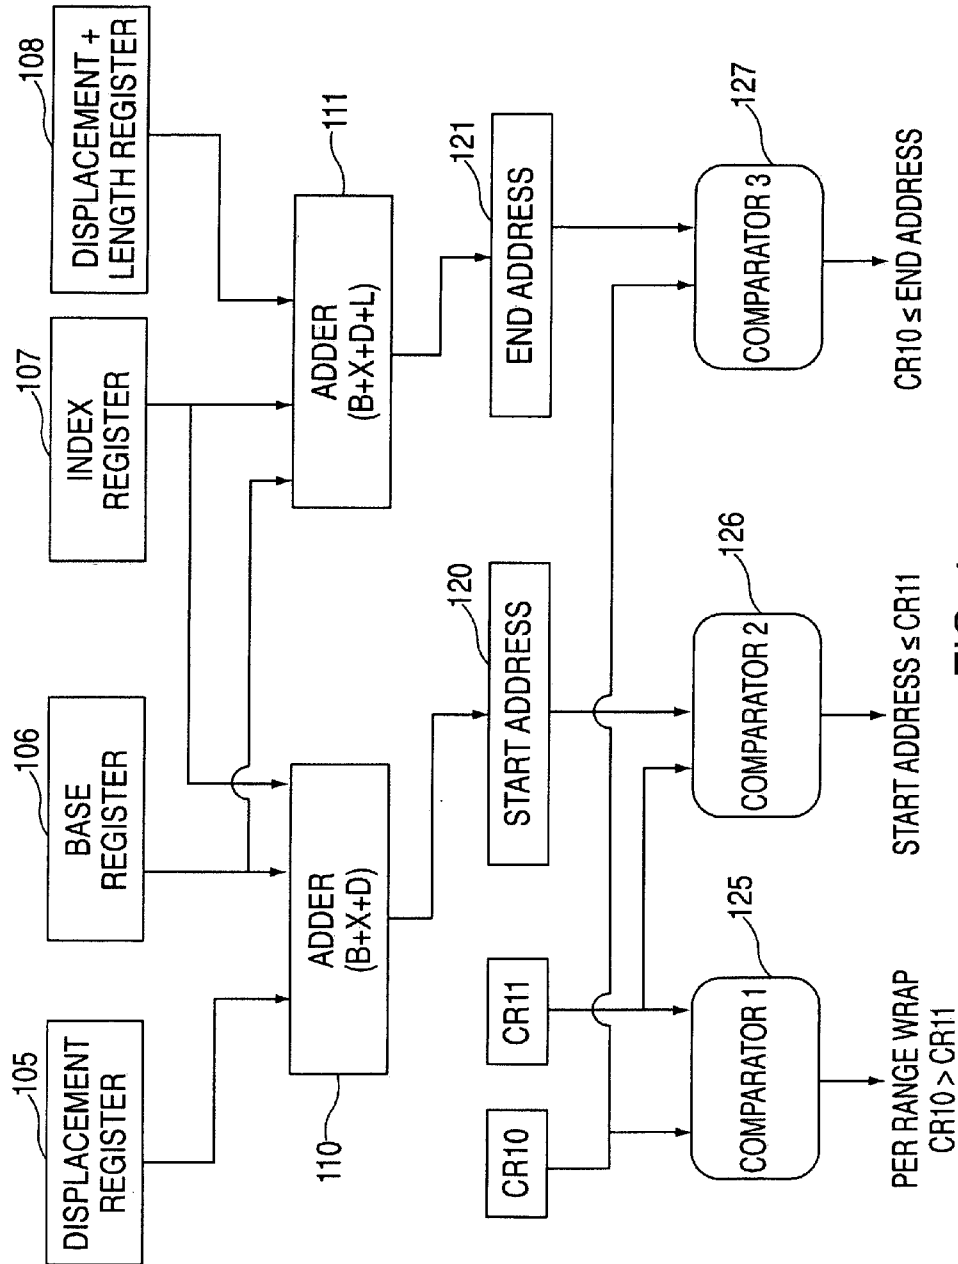 105
DISPLACEMENT
REGISTER
106
BASE
REGISTER
107
INDEX
REGISTER
108
DISPLACEMENT +
LENGTH REGISTER
110
ADDER
(B+X+D)
111
ADDER
(B+X+D+L)
CR10
CR11
120
START ADDRESS
121
END ADDRESS
125
COMPARATOR 1
126
COMPARATOR 2
127
COMPARATOR 3
PER RANGE WRAP
CR10 > CR11
START ADDRESS ≤ CR11
CR10 ≤ END ADDRESS